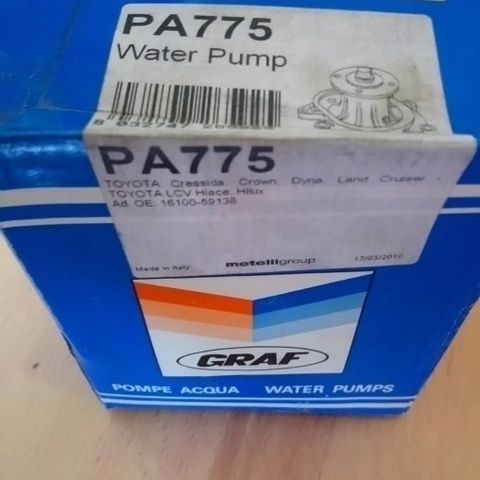 PA775
Water Pump
PA775
TOYOTA Cressida, Crown, Dyna, Land Cruiser -
TOYOTA LCV Hiace, Hilux
Ad. OE. 16100-59138
Made in Italy metelligroup 17/03/2010
GRAF
POMPE ACQUA WATER PUMPS